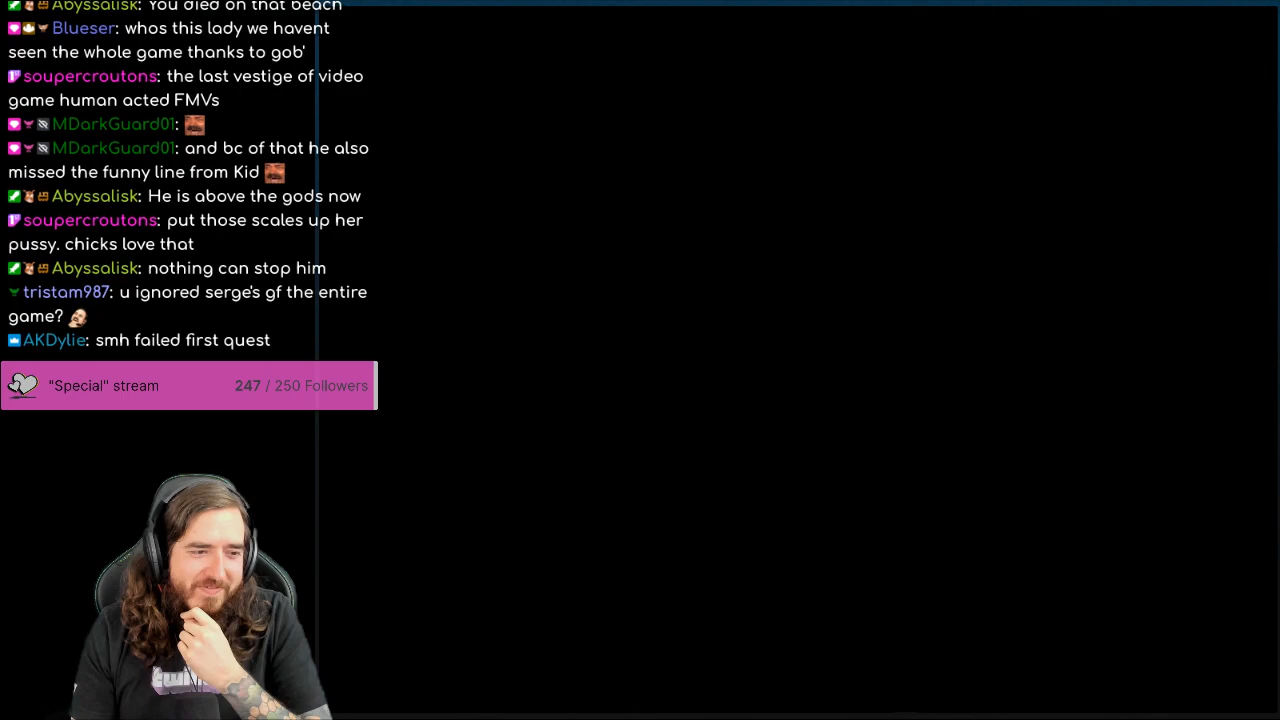 Abyssalisk: You died on that beach
Blueser: whos this lady we havent
seen the whole game thanks to gob'
soupercroutons: the last vestige of video
game human acted FMVs
MDarkGuard01:
MDarkGuard01: and bc of that he also
missed the funny line from Kid
Abyssalisk: He is above the gods now
soupercroutons: put those scales up her
pussy. chicks love that
Abyssalisk: nothing can stop him
tristam987: u ignored serge's gf the entire
game?
AKDylie: smh failed first quest
"Special" stream 247 / 250 Followers